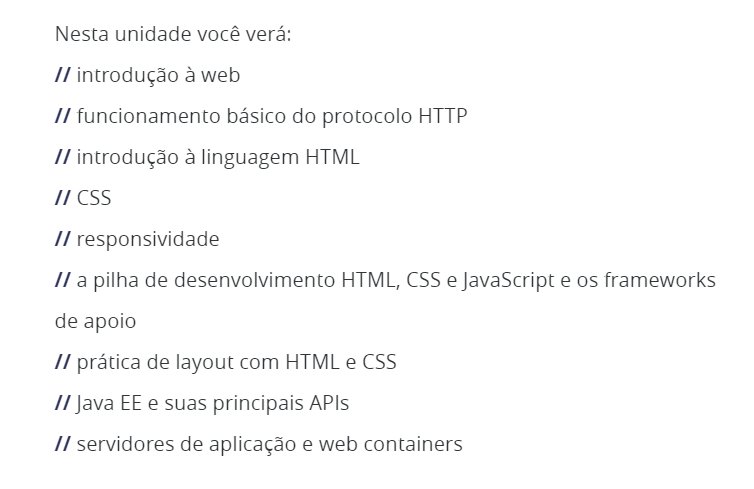 Nesta unidade você verá:
// introdução à web
// funcionamento básico do protocolo HTTP
// introdução à linguagem HTML
// CSS
// responsividade
// a pilha de desenvolvimento HTML, CSS e JavaScript e os frameworks
de apoio
// prática de layout com HTML e CSS
// Java EE e suas principais APIs
// servidores de aplicação e web containers